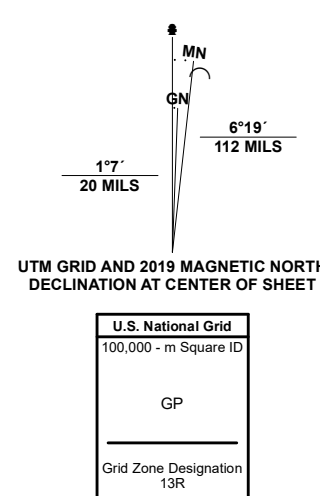 MN
GN
6°19´
112 MILS
1°7´
20 MILS
UTM GRID AND 2019 MAGNETIC NORTH
DECLINATION AT CENTER OF SHEET
U.S. National Grid
100,000 - m Square ID
GP
Grid Zone Designation
13R